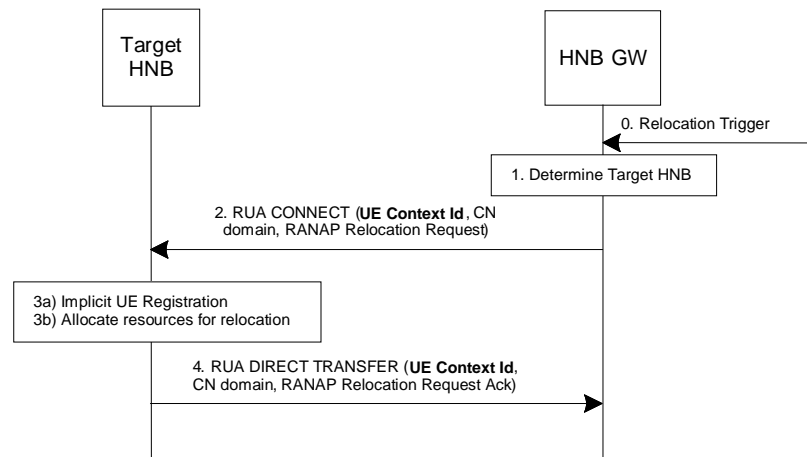 Target
HNB
HNB GW
0. Relocation Trigger
1. Determine Target HNB
2. RUA CONNECT (UE Context Id, CN
domain, RANAP Relocation Request)
3a) Implicit UE Registration
3b) Allocate resources for relocation
4. RUA DIRECT TRANSFER (UE Context Id,
CN domain, RANAP Relocation Request Ack)